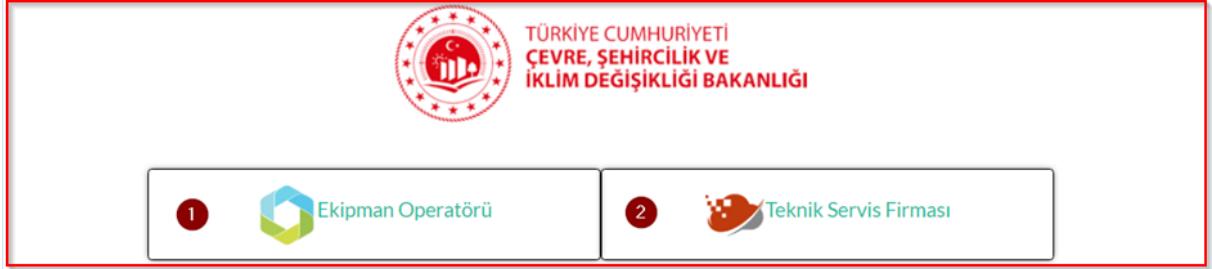 TÜRKİYE CUMHURİYETİ
ÇEVRE, ŞEHİRCİLİK VE
İKLİM DEĞİŞİKLİĞİ BAKANLIĞI
1 Ekipman Operatörü
2 Teknik Servis Firması